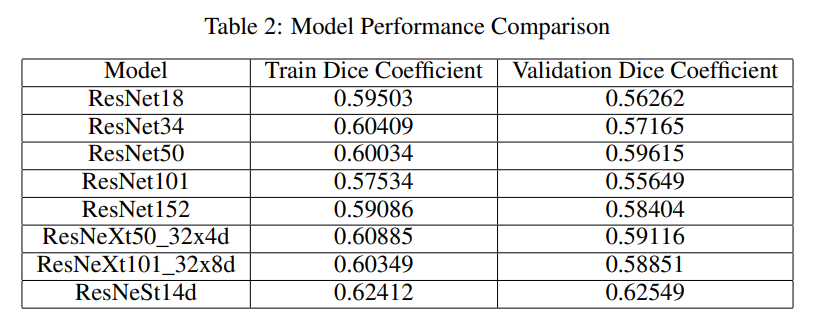 Table 2: Model Performance Comparison
Model Train Dice Coefficient Validation Dice Coefficient
ResNet18 0.59503 0.56262
ResNet34 0.60409 0.57165
ResNet50 0.60034 0.59615
ResNet101 0.57534 0.55649
ResNet152 0.59086 0.58404
ResNeXt50_32x4d 0.60885 0.59116
ResNeXt101_32x8d 0.60349 0.58851
ResNeSt14d 0.62412 0.62549